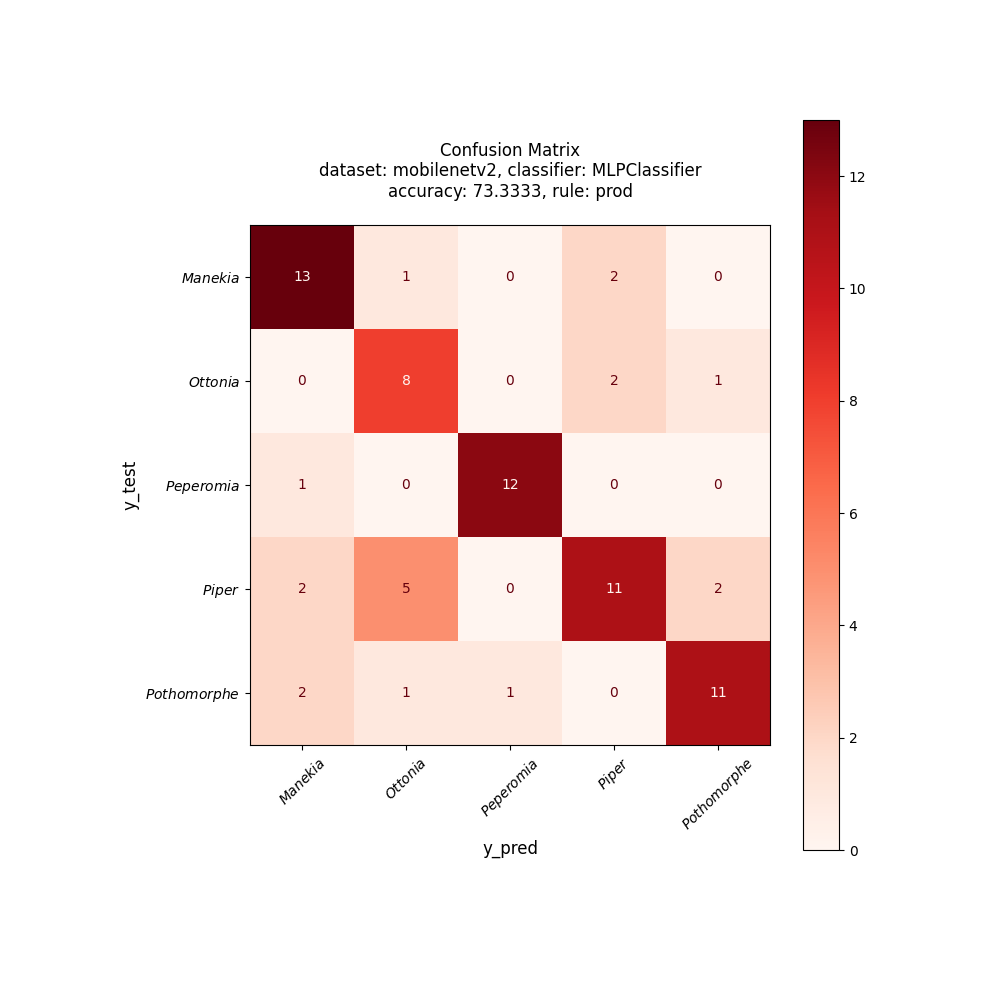 Confusion Matrix
dataset: mobilenetv2, classifier: MLPClassifier
accuracy: 73.3333, rule: prod
y_test
Manekia 13 1 0 2 0
Ottonia 0 8 0 2 1
Peperomia 1 0 12 0 0
Piper 2 5 0 11 2
Pothomorphe 2 1 1 0 11
Manekia Ottonia Peperomia Piper Pothomorphe
y_pred
12
10
8
6
4
2
0